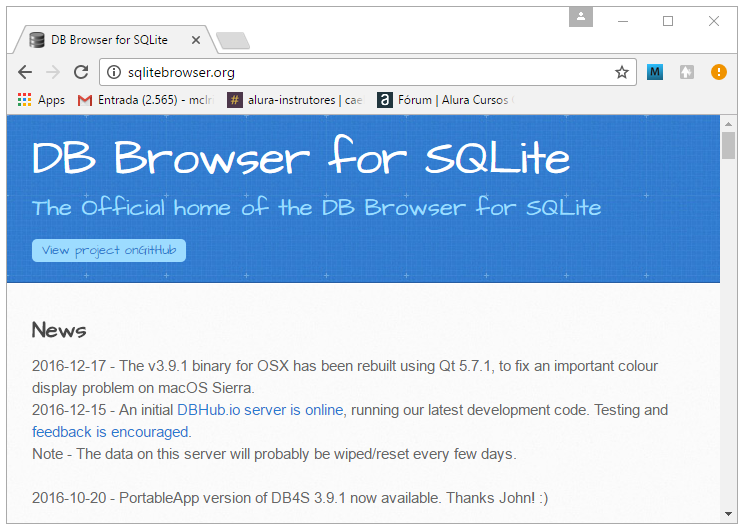 DB Browser for SQLite
sqlitebrowser.org
Apps Entrada (2.565) - mclr # alura-instrutores | cae a Fórum | Alura Cursos
DB Browser for SQLite
The Official home of the DB Browser for SQLite
View project onGitHub
News
2016-12-17 - The v3.9.1 binary for OSX has been rebuilt using Qt 5.7.1, to fix an important colour
display problem on macOS Sierra.
2016-12-15 - An initial DBHub.io server is online, running our latest development code. Testing and
feedback is encouraged.
Note - The data on this server will probably be wiped/reset every few days.
2016-10-20 - PortableApp version of DB4S 3.9.1 now available. Thanks John! :)